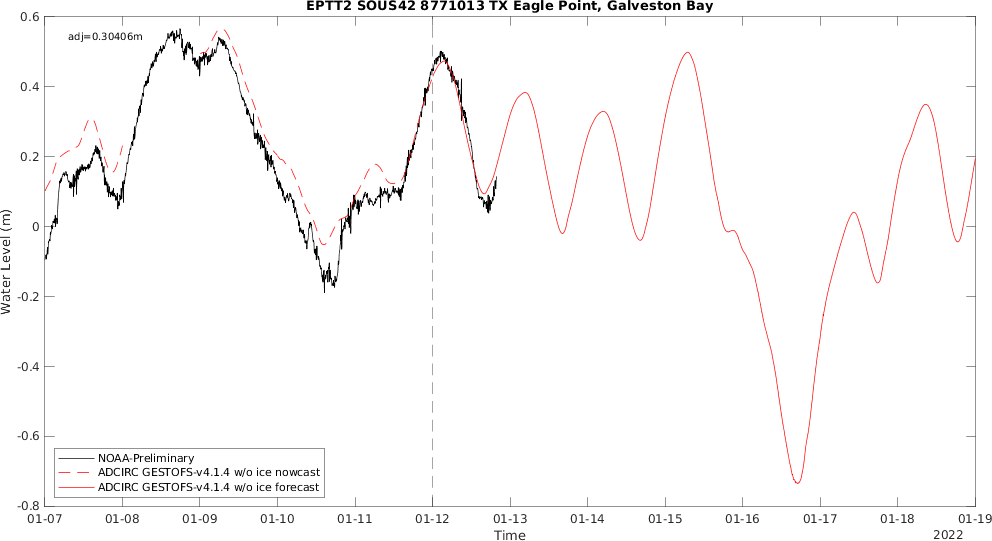 EPTT2 SOUS42 8771013 TX Eagle Point, Galveston Bay
adj=0.30406m
0.6
0.4
0.2
0
-0.2
-0.4
-0.6
-0.8
Water Level (m)
NOAA-Preliminary
ADCIRC GESTOFS-v4.1.4 w/o ice nowcast
ADCIRC GESTOFS-v4.1.4 w/o ice forecast
01-07 01-08 01-09 01-10 01-11 01-12 01-13 01-14 01-15 01-16 01-17 01-18 01-19
Time
2022